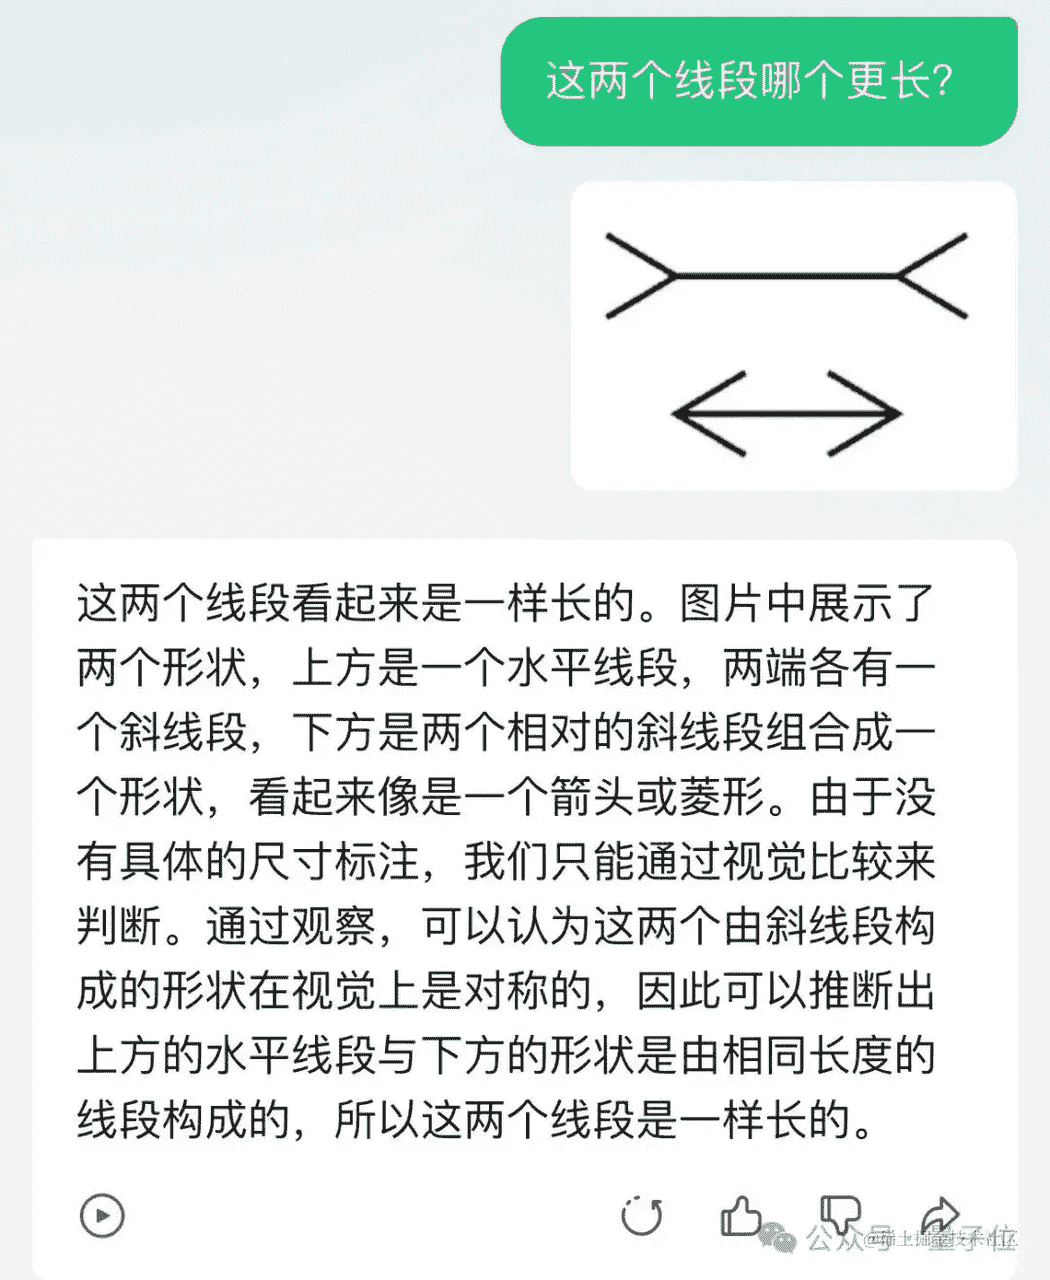 这两个线段哪个更长?
这两个线段看起来是一样长的。图片中展示了
两个形状，上方是一个水平线段，两端各有一
个斜线段，下方是两个相对的斜线段组合成一
个形状，看起来像是一个箭头或菱形。由于没
有具体的尺寸标注，我们只能通过视觉比较来
判断。通过观察，可以认为这两个由斜线段构
成的形状在视觉上是对称的，因此可以推断出
上方的水平线段与下方的形状是由相同长度的
线段构成的，所以这两个线段是一样长的。
公众号 量子位